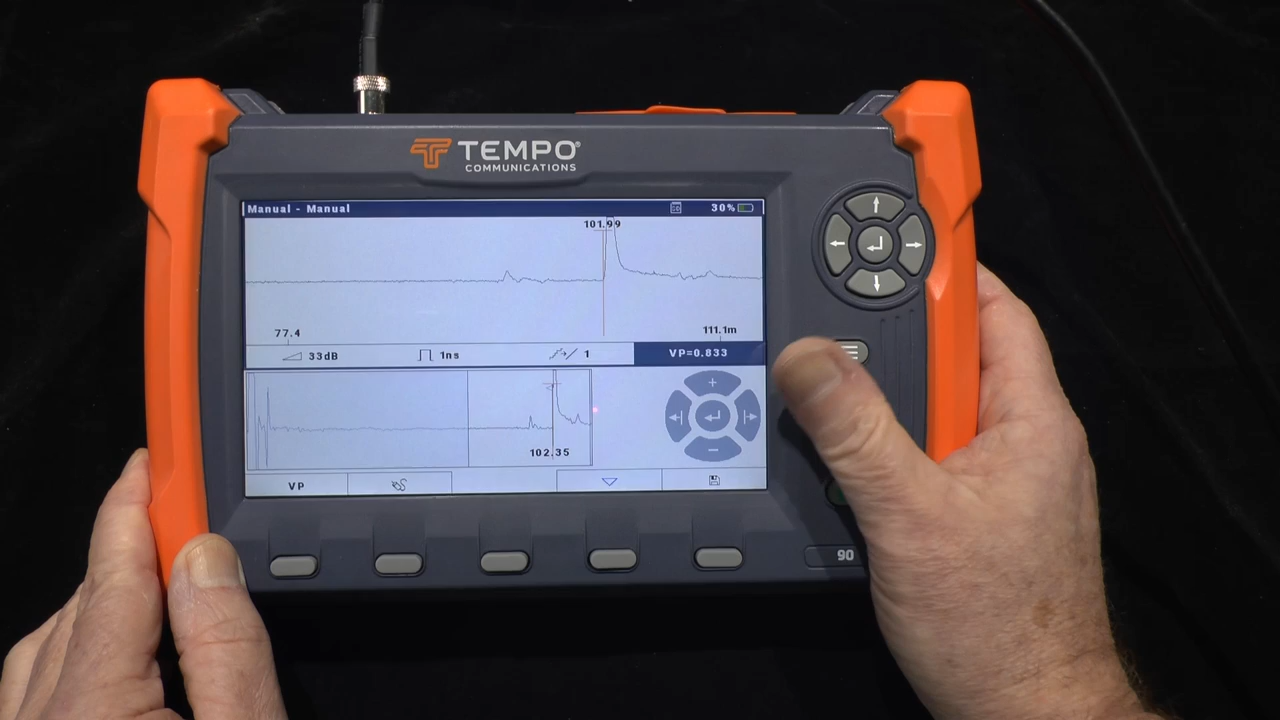 TEMPO®
COMMUNICATIONS
Manual - Manual
30%
101.99
77.4
111.1m
33dB
1ns
1
VP=0.833
102.35
VP
90